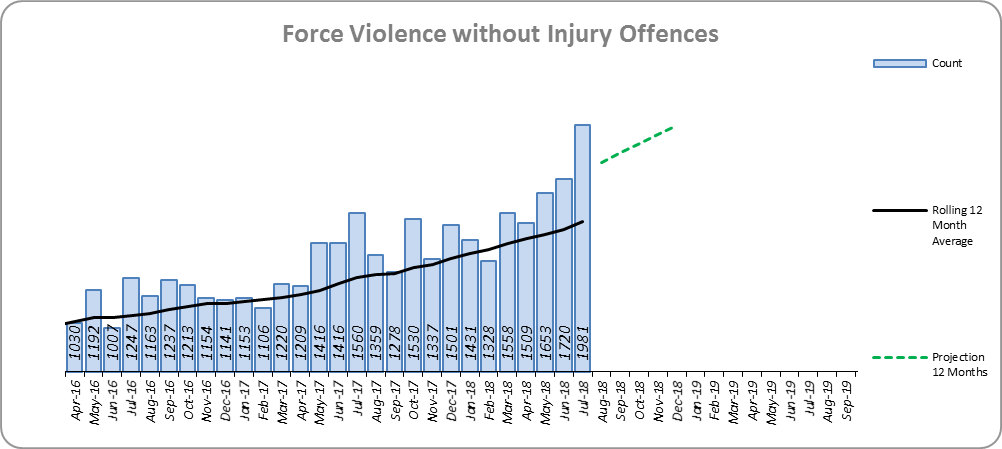 Force Violence without Injury Offences
Count
Rolling 12
Month
Average
Projection
12 Months
1030
1192
1007
1247
1163
1237
1213
1154
1141
1153
1106
1220
1209
1416
1416
1560
1359
1278
1530
1337
1501
1431
1328
1558
1509
1653
1720
1981
Apr-16
May-16
Jun-16
Jul-16
Aug-16
Sep-16
Oct-16
Nov-16
Dec-16
Jan-17
Feb-17
Mar-17
Apr-17
May-17
Jun-17
Jul-17
Aug-17
Sep-17
Oct-17
Nov-17
Dec-17
Jan-18
Feb-18
Mar-18
Apr-18
May-18
Jun-18
Jul-18
Aug-18
Sep-18
Oct-18
Nov-18
Dec-18
Jan-19
Feb-19
Mar-19
Apr-19
May-19
Jun-19
Jul-19
Aug-19
Sep-19